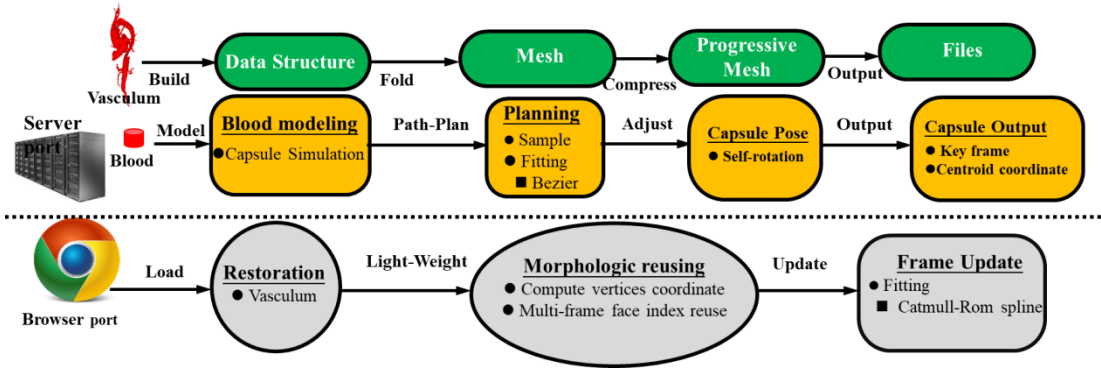 Vasculum
Build
Data Structure
Fold
Mesh
Compress
Progressive
Mesh
Output
Files
Server
port
Blood
Model
Blood modeling
● Capsule Simulation
Path-Plan
Planning
● Sample
● Fitting
■ Bezier
Adjust
Capsule Pose
● Self-rotation
Output
Capsule Output
● Key frame
● Centroid coordinate
Browser port
Load
Restoration
● Vasculum
Light-Weight
Morphologic reusing
● Compute vertices coordinate
● Multi-frame face index reuse
Update
Frame Update
● Fitting
■ Catmull-Rom spline